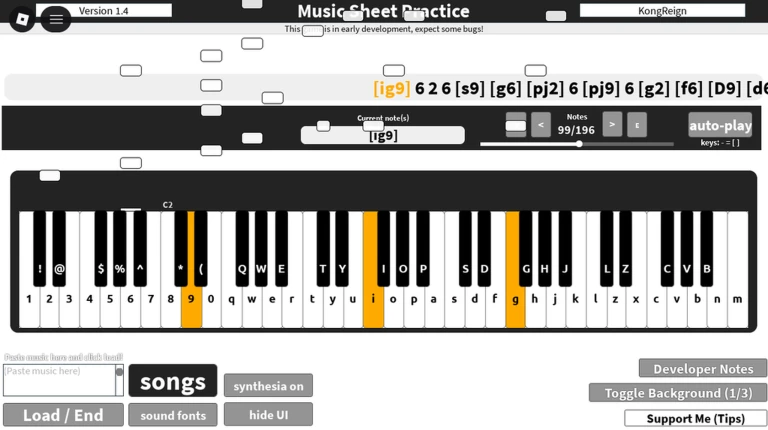 Version 1.4
Music Sheet Practice
KongReign
This game is in early development, expect some bugs!
[ig9] 6 2 6 [s9] [g6] [pj2] 6 [pj9] 6 [g2] [f6] [D9] [d6
Current note(s)
[ig9]
<
Notes
99/196
>
ε
auto-play
keys: - = [ ]
C2
! @ $ % ^ * ( Q W E T Y I O P S D G H J L Z C V B
1 2 3 4 5 6 7 8 9 0 q w e r t y u i o p a s d f g h j k l z x c v b n m
Paste music here and click load!
(Paste music here)
songs
synthesia on
Load / End
sound fonts
hide UI
Developer Notes
Toggle Background (1/3)
Support Me (Tips)